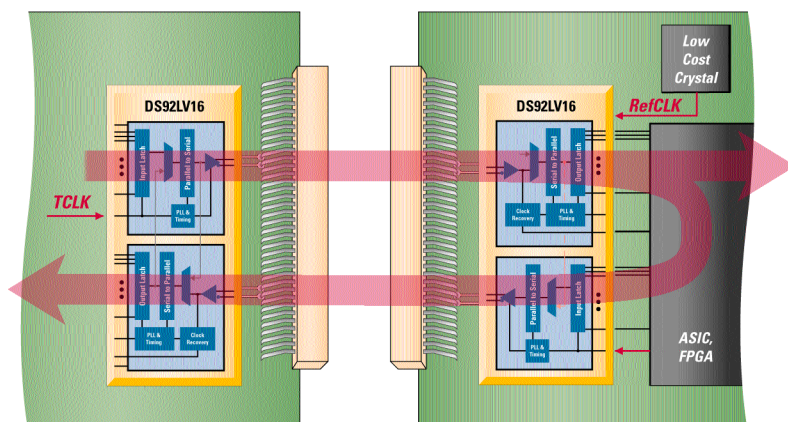 DS92LV16
Input Latch
Parallel to Serial
PLL &
Timing
TCLK
Output Latch
Serial to Parallel
PLL &
Timing
Clock
Recovery
DS92LV16
Low
Cost
Crystal
RefCLK
Serial to Parallel
Output Latch
Clock
Recovery
PLL &
Timing
Parallel to Serial
Input Latch
PLL &
Timing
ASIC,
FPGA